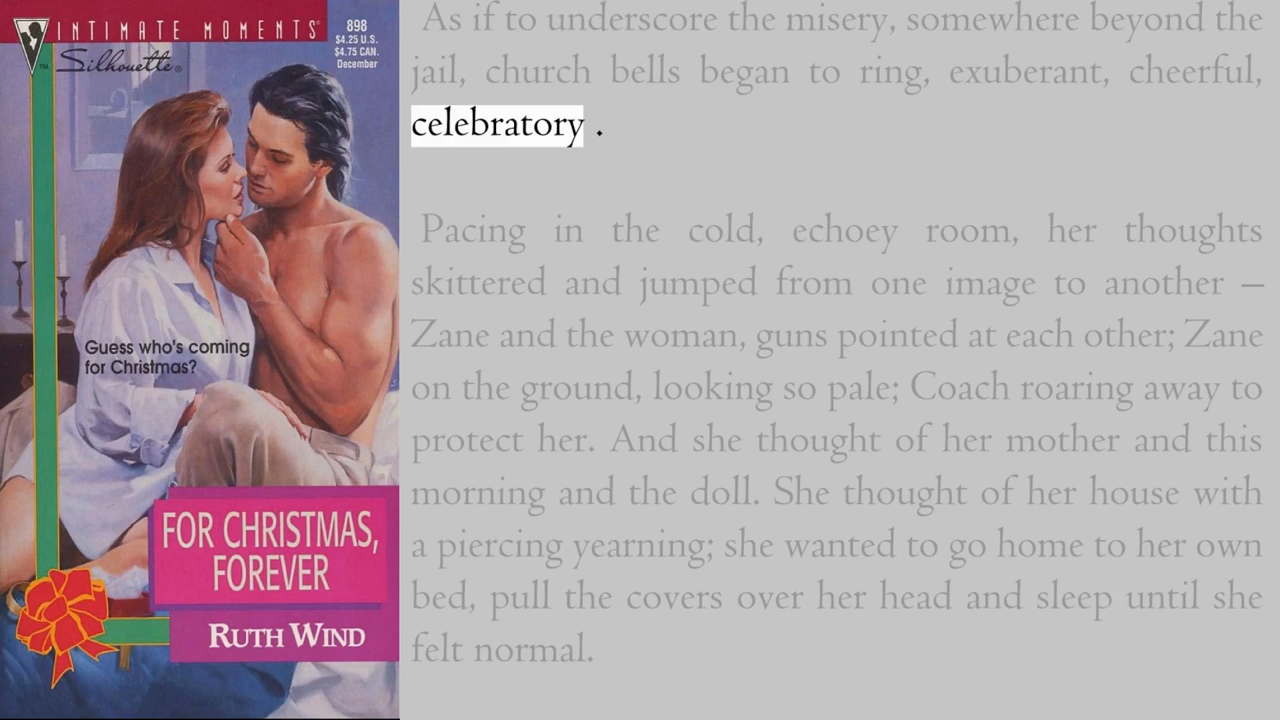 INTIMATE MOMENTS®
898
$4.25 U.S.
$4.75 CAN.
December
TM
Silhouette®
Guess who's coming
for Christmas?
FOR CHRISTMAS,
FOREVER
RUTH WIND
As if to underscore the misery, somewhere beyond the
jail, church bells began to ring, exuberant, cheerful,
celebratory .
Pacing in the cold, echoey room, her thoughts
skittered and jumped from one image to another –
Zane and the woman, guns pointed at each other; Zane
on the ground, looking so pale; Coach roaring away to
protect her. And she thought of her mother and this
morning and the doll. She thought of her house with
a piercing yearning; she wanted to go home to her own
bed, pull the covers over her head and sleep until she
felt normal.